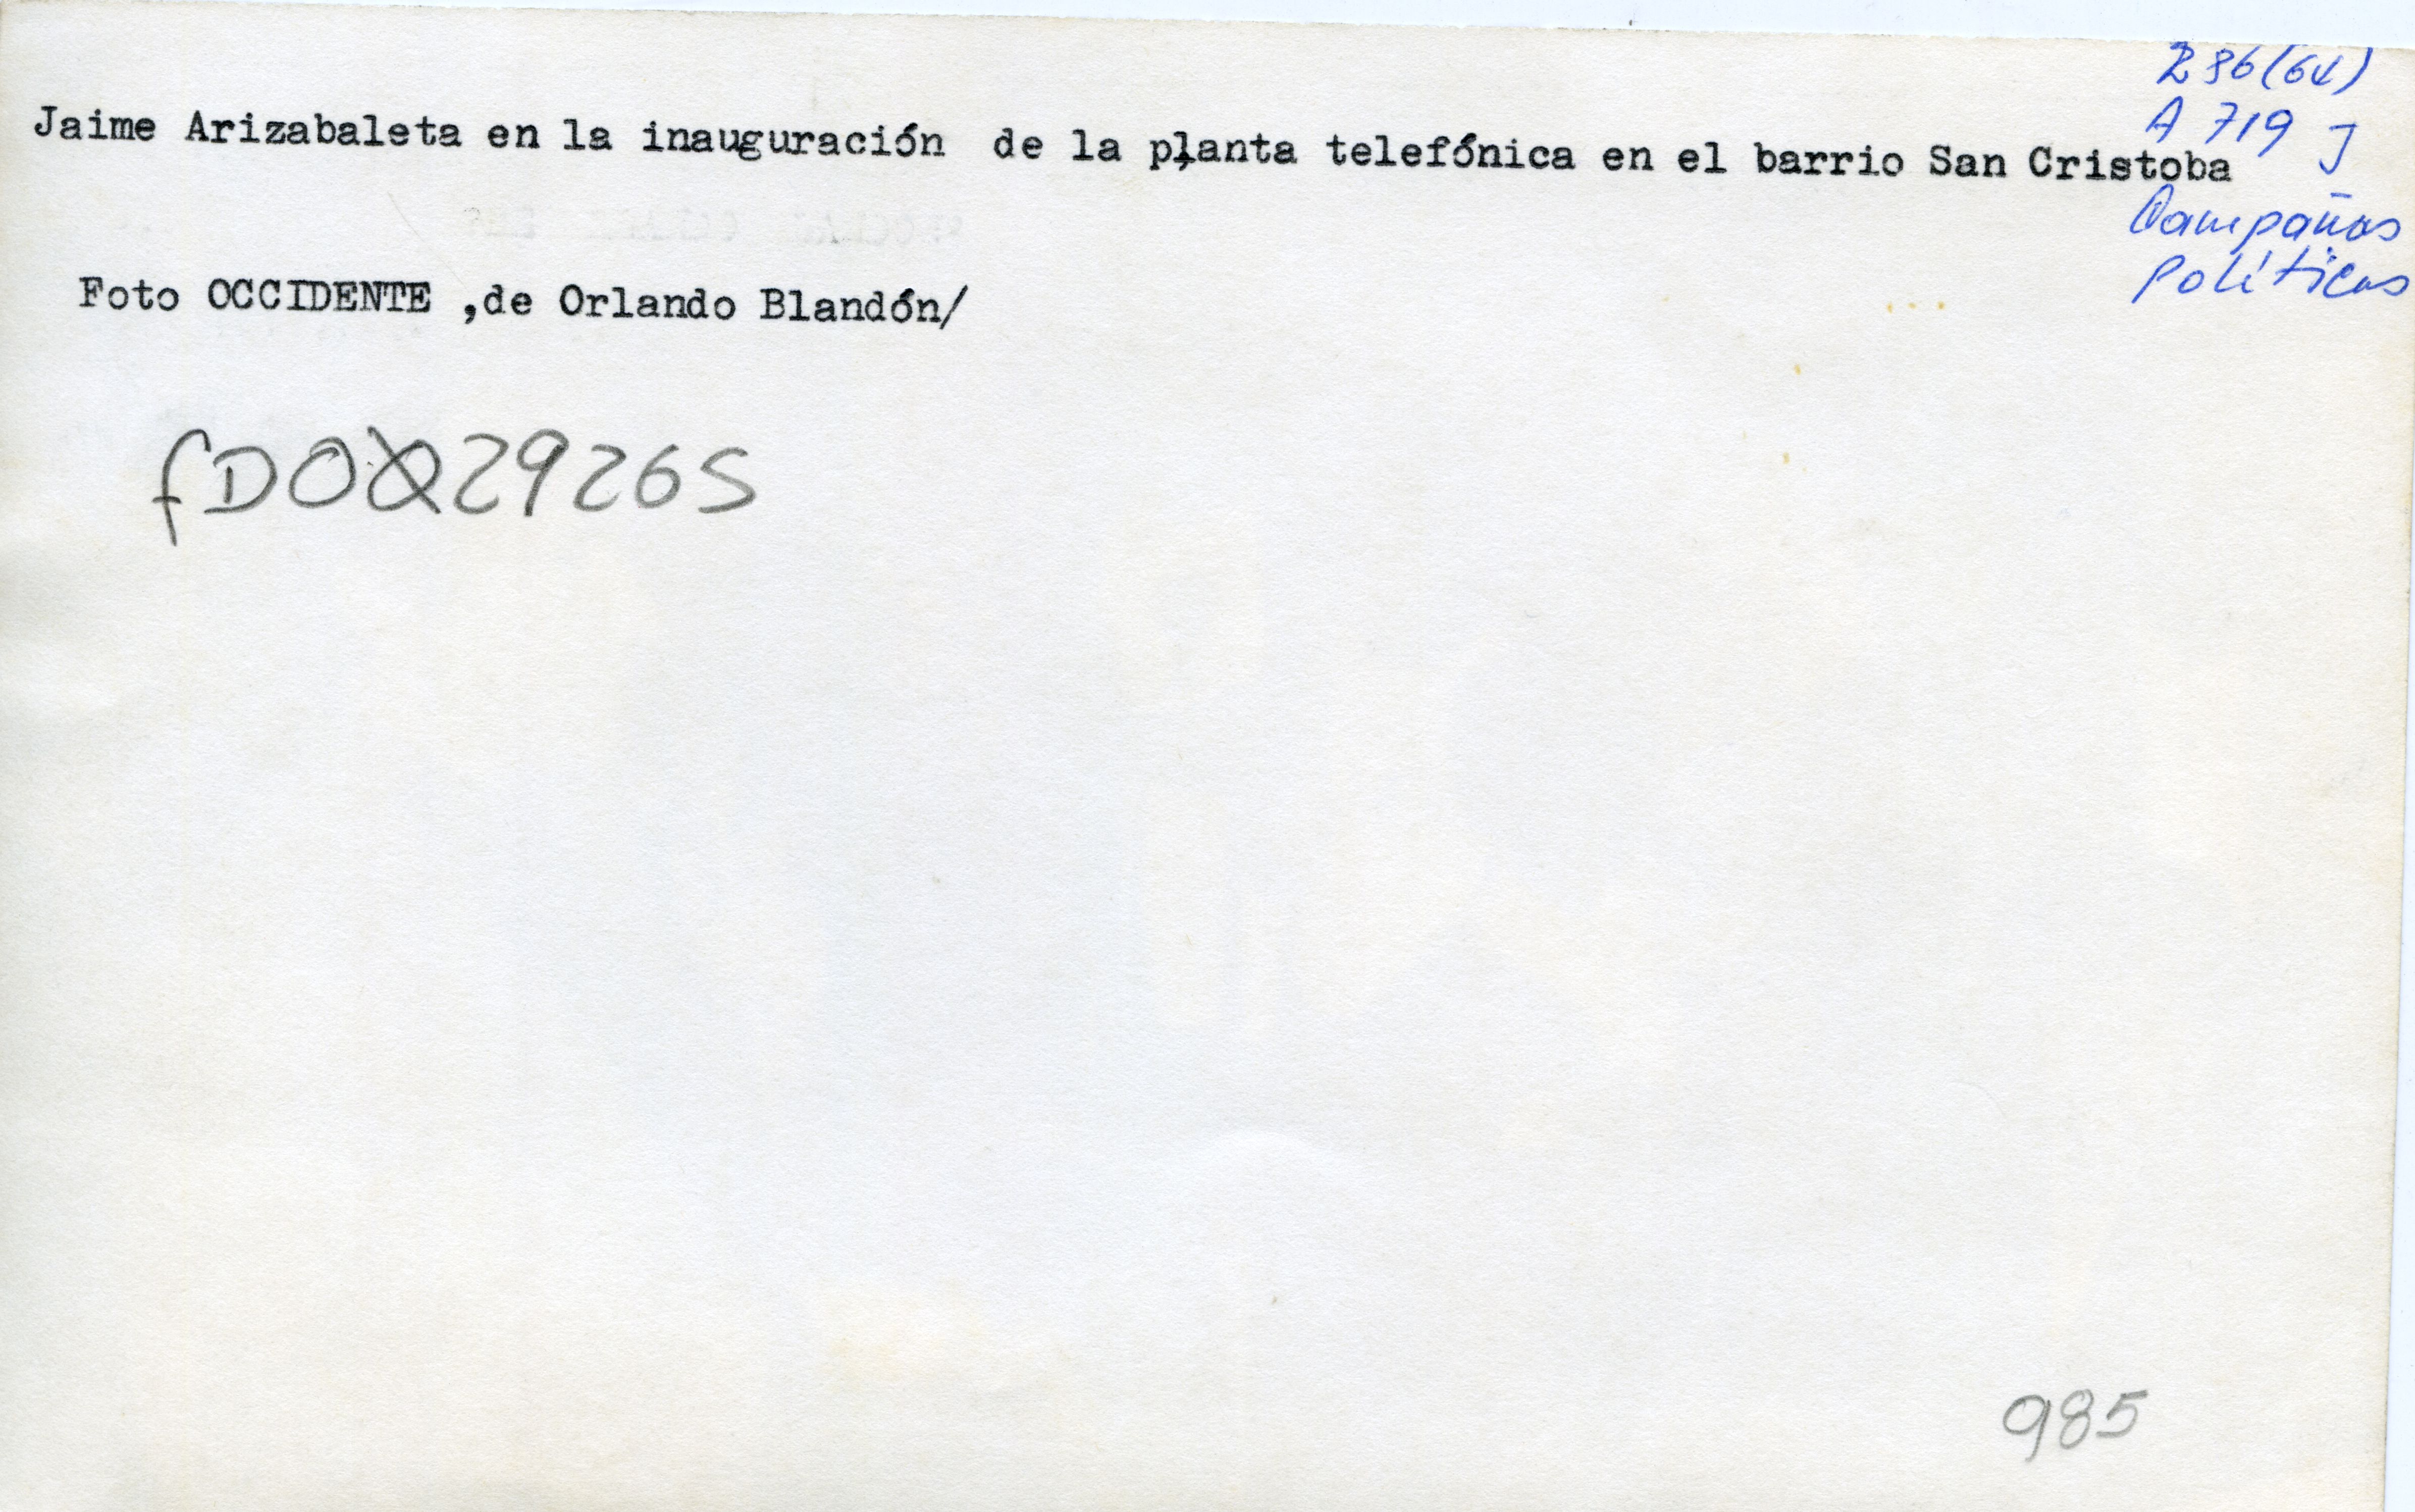 286(64)
A 719 J
Jaime Arizabaleta en la inauguración de la planta telefónica en el barrio San Cristoba
Campañas
Políticas
Foto OCCIDENTE ,de Orlando Blandón/
fDO029265
985